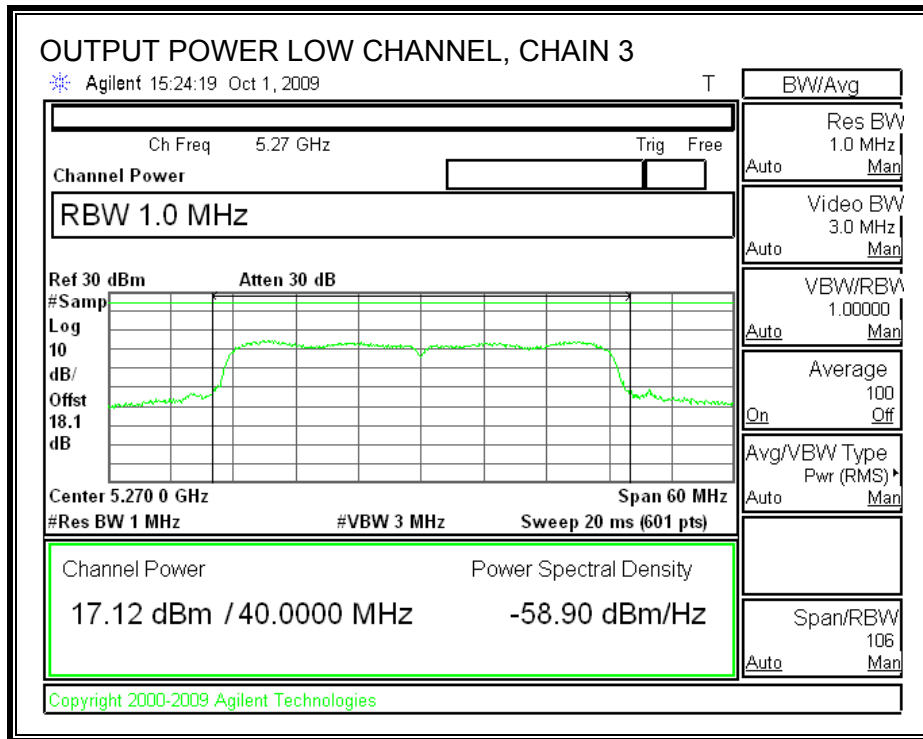 OUTPUT POWER LOW CHANNEL, CHAIN 3
Agilent 15:24:19 Oct 1, 2009 T
BW/Avg
Ch Freq 5.27 GHz Trig Free
Channel Power
RBW 1.0 MHz
Ref 30 dBm Atten 30 dB
#Samp
Log
10
dB/
Offst
18.1
dB
Center 5.270 0 GHz Span 60 MHz
#Res BW 1 MHz #VBW 3 MHz Sweep 20 ms (601 pts)
Channel Power Power Spectral Density
17.12 dBm / 40.0000 MHz -58.90 dBm/Hz
Copyright 2000-2009 Agilent Technologies
Res BW
1.0 MHz
Auto Man
Video BW
3.0 MHz
Auto Man
VBW/RBW
1.00000
Auto Man
Average
100
On Off
Avg/VBW Type
Pwr (RMS)
Auto Man
Span/RBW
106
Auto Man